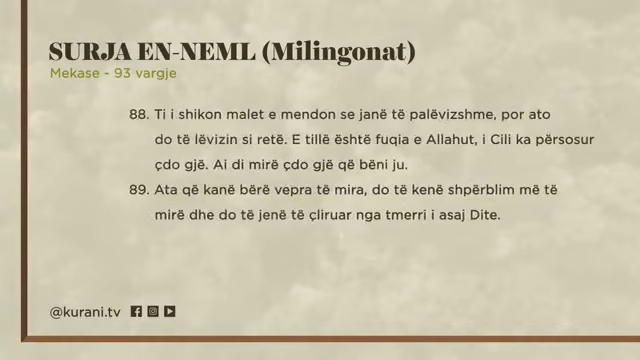 SURJA EN-NEML (Milingonat)
Mekase - 93 vargje
88. Ti i shikon malet e mendon se janë të palëvizshme, por ato
do të lëvizin si retë. E tillë është fuqia e Allahut, i Cili ka përsosur
çdo gjë. Ai di mirë çdo gjë që bëni ju.
89. Ata që kanë bërë vepra të mira, do të kenë shpërblim më të
mirë dhe do të jenë të çliruar nga tmerri i asaj Dite.
@kurani.tv